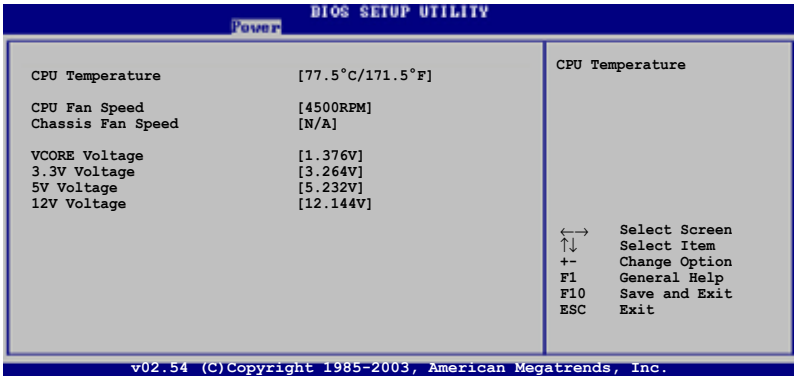 BIOS SETUP UTILITY
Power
CPU Temperature [77.5°C/171.5°F]
CPU Fan Speed [4500RPM]
Chassis Fan Speed [N/A]
VCORE Voltage [1.376V]
3.3V Voltage [3.264V]
5V Voltage [5.232V]
12V Voltage [12.144V]
CPU Temperature
←→ Select Screen
↑↓ Select Item
+- Change Option
F1 General Help
F10 Save and Exit
ESC Exit
v02.54 (C)Copyright 1985-2003, American Megatrends, Inc.